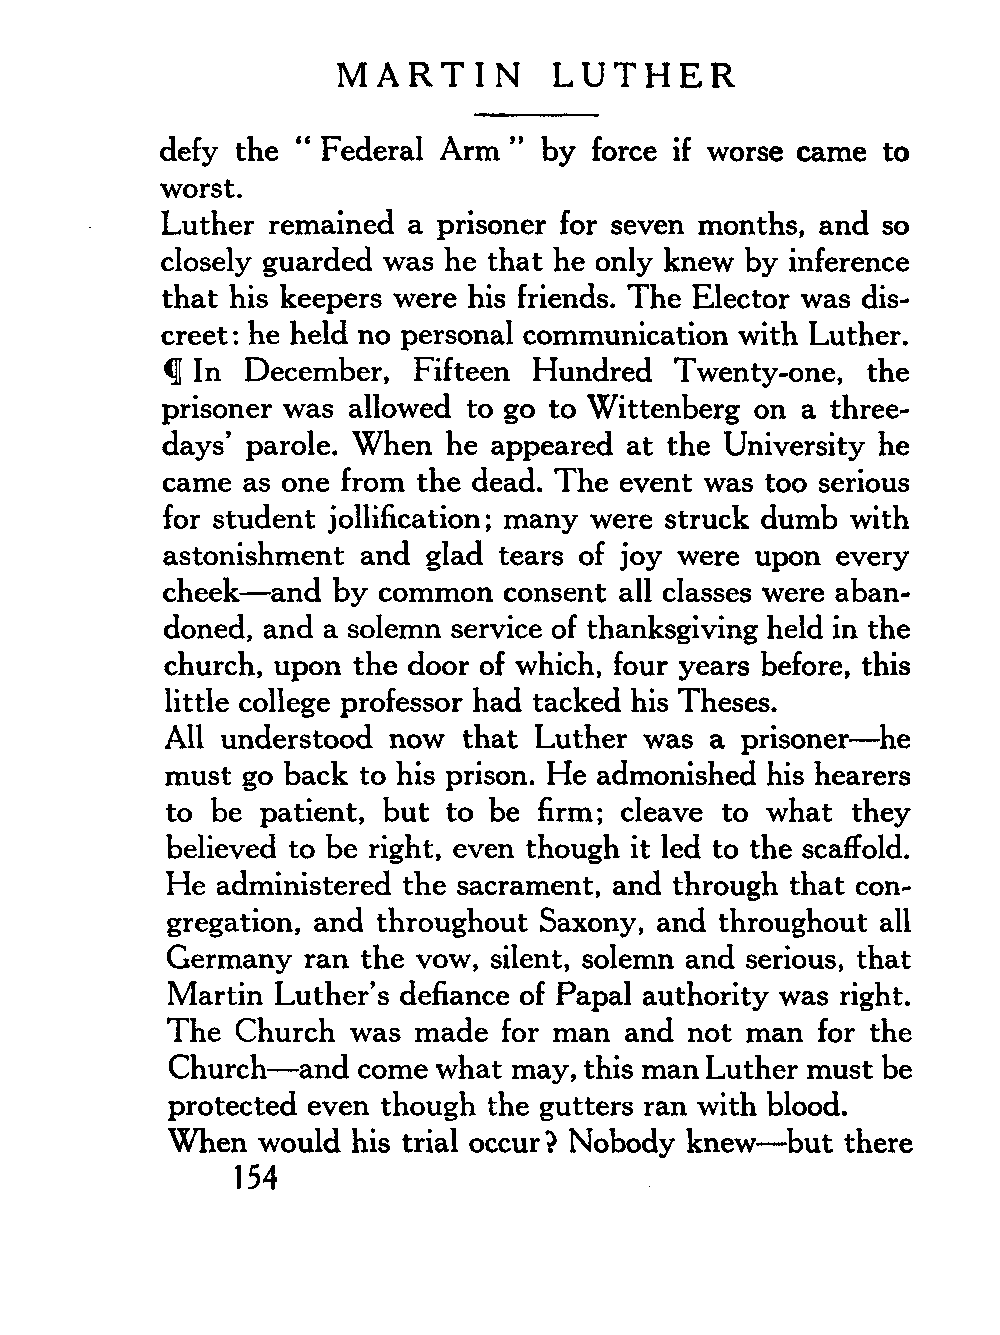 MARTIN LUTHER
defy the “ Federal Arm ” by force if worse came to
worst.
Luther remained a prisoner for seven months, and so
closely guarded was he that he only knew by inference
that his keepers were his friends. The Elector was dis-
creet: he held no personal communication with Luther.
¶ In December, Fifteen Hundred Twenty-one, the
prisoner was allowed to go to Wittenberg on a three-
days’ parole. When he appeared at the University he
came as one from the dead. The event was too serious
for student jollification; many were struck dumb with
astonishment and glad tears of joy were upon every
cheek—and by common consent all classes were aban-
doned, and a solemn service of thanksgiving held in the
church, upon the door of which, four years before, this
little college professor had tacked his Theses.
All understood now that Luther was a prisoner—he
must go back to his prison. He admonished his hearers
to be patient, but to be firm; cleave to what they
believed to be right, even though it led to the scaffold.
He administered the sacrament, and through that con-
gregation, and throughout Saxony, and throughout all
Germany ran the vow, silent, solemn and serious, that
Martin Luther’s defiance of Papal authority was right.
The Church was made for man and not man for the
Church—and come what may, this man Luther must be
protected even though the gutters ran with blood.
When would his trial occur? Nobody knew—but there
154